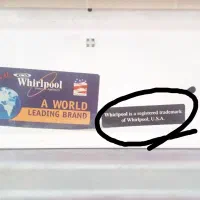 Whirlpool
A WORLD
LEADING BRAND
Whirlpool is a registered trademark
of Whirlpool, U.S.A.